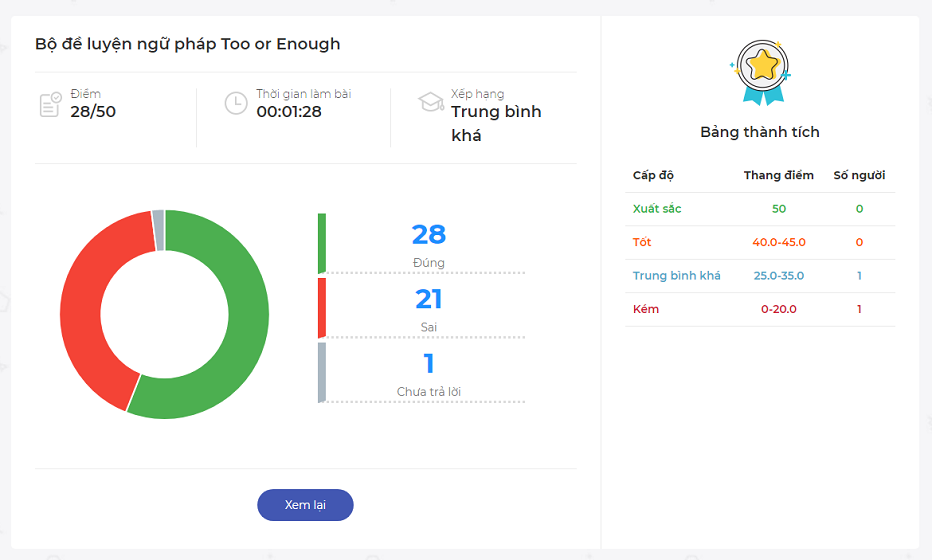 Bộ đề luyện ngữ pháp Too or Enough
Điểm
28/50
Thời gian làm bài
00:01:28
Xếp hạng
Trung bình
khá
28
Đúng
21
Sai
1
Chưa trả lời
Xem lại
Bảng thành tích
Cấp độ Thang điểm Số người
Xuất sắc 50 0
Tốt 40.0-45.0 0
Trung bình khá 25.0-35.0 1
Kém 0-20.0 1